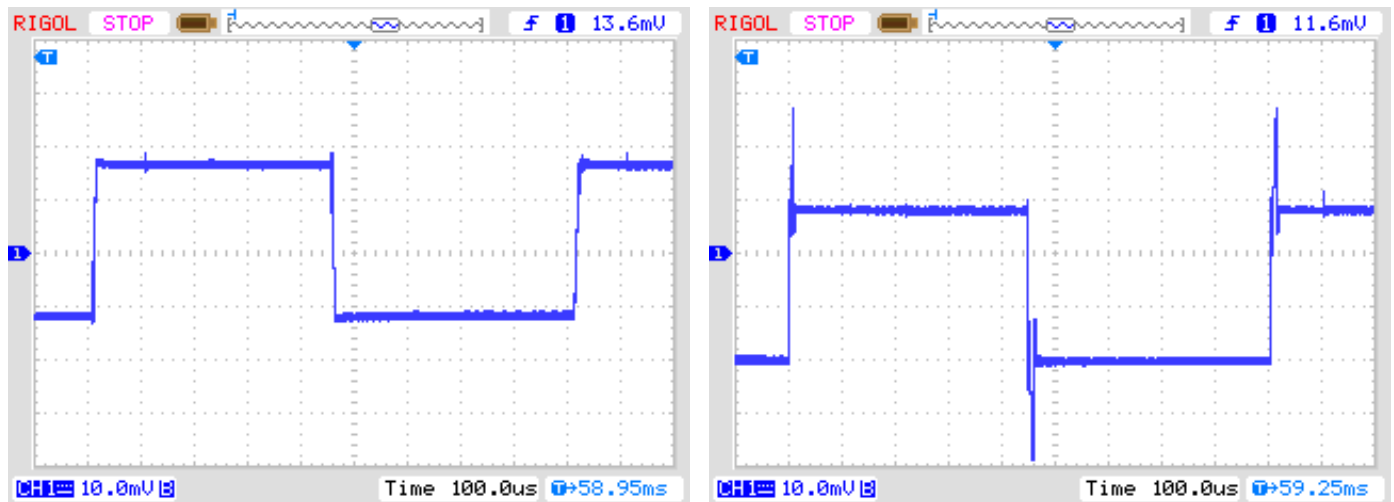 RIGOL STOP 1 13.6mV
T
1
CH1 10.0mV B Time 100.0us T→58.95ms
RIGOL STOP 1 11.6mV
T
1
CH1 10.0mV B Time 100.0us T→59.25ms